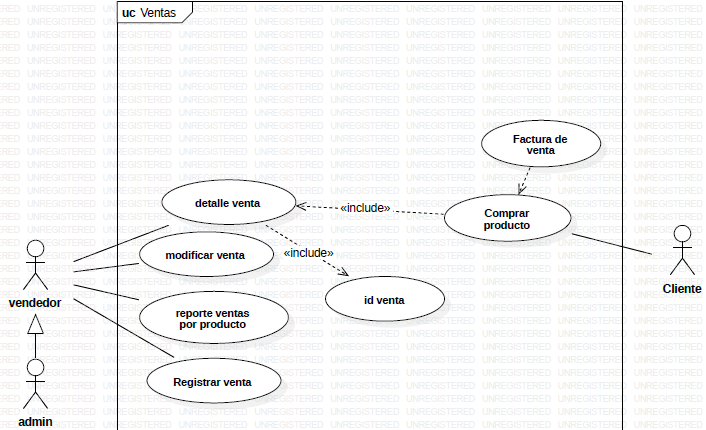 uc Ventas
Factura de
venta
detalle venta
«include»
Comprar
producto
modificar venta
«include»
vendedor
Cliente
id venta
reporte ventas
por producto
Registrar venta
admin
UNREGISTERED